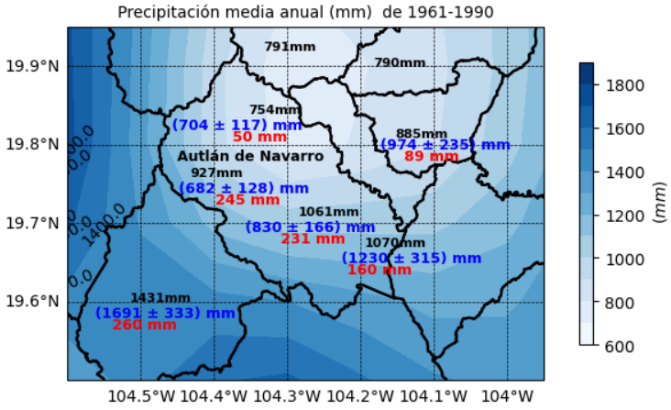 Precipitación media anual (mm) de 1961-1990
19.9°N
19.8°N
19.7°N
19.6°N
791mm
790mm
754mm
(704 ± 117) mm
50 mm
885mm
(974 ± 235) mm
89 mm
Autlán de Navarro
927mm
(682 ± 128) mm
245 mm
1061mm
(830 ± 166) mm
231 mm
1070mm
(1230 ± 315) mm
160 mm
1431mm
(1691 ± 333) mm
260 mm
1400.0
104.5°W 104.4°W 104.3°W 104.2°W 104.1°W 104°W
1800
1600
1400
1200
1000
800
600
(mm)